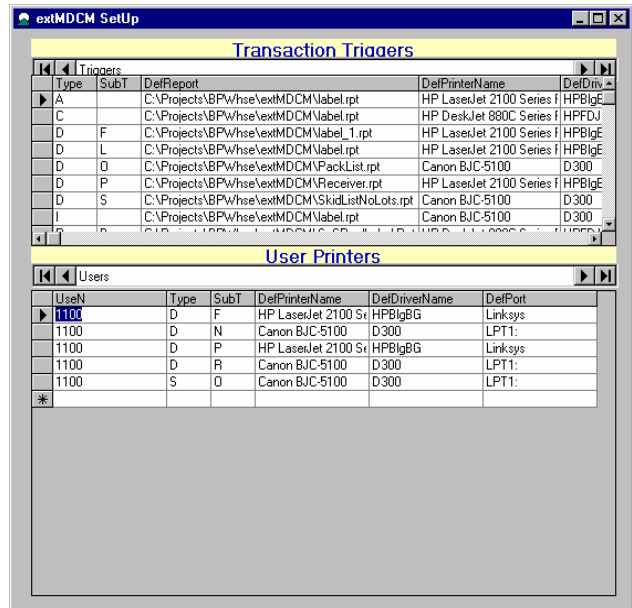 extMDCM SetUp
Transaction Triggers
Triggers
Type SubT DefReport DefPrinterName DefDriv
A C:\Projects\BPWhse\extMDCM\label.rpt HP LaserJet 2100 Series F HPBIgB
C C:\Projects\BPWhse\extMDCM\label.rpt HP DeskJet 880C Series F HPFDJ
D F C:\Projects\BPWhse\extMDCM\label_1.rpt HP LaserJet 2100 Series F HPBIgB
D L C:\Projects\BPWhse\extMDCM\label.rpt HP LaserJet 2100 Series F HPBIgB
D O C:\Projects\BPWhse\extMDCM\PackList.rpt Canon BJC-5100 D300
D P C:\Projects\BPWhse\extMDCM\Receiver.rpt HP LaserJet 2100 Series F HPBIgB
D S C:\Projects\BPWhse\extMDCM\SkidListNoLots.rpt Canon BJC-5100 D300
I C:\Projects\BPWhse\extMDCM\label.rpt Canon BJC-5100 D300
User Printers
Users
UseN Type SubT DefPrinterName DefDriverName DefPort
1100 D F HP LaserJet 2100 Se HPBIgBG Linksys
1100 D N Canon BJC-5100 D300 LPT1:
1100 D P HP LaserJet 2100 Se HPBIgBG Linksys
1100 D R Canon BJC-5100 D300 LPT1:
1100 S O Canon BJC-5100 D300 LPT1: